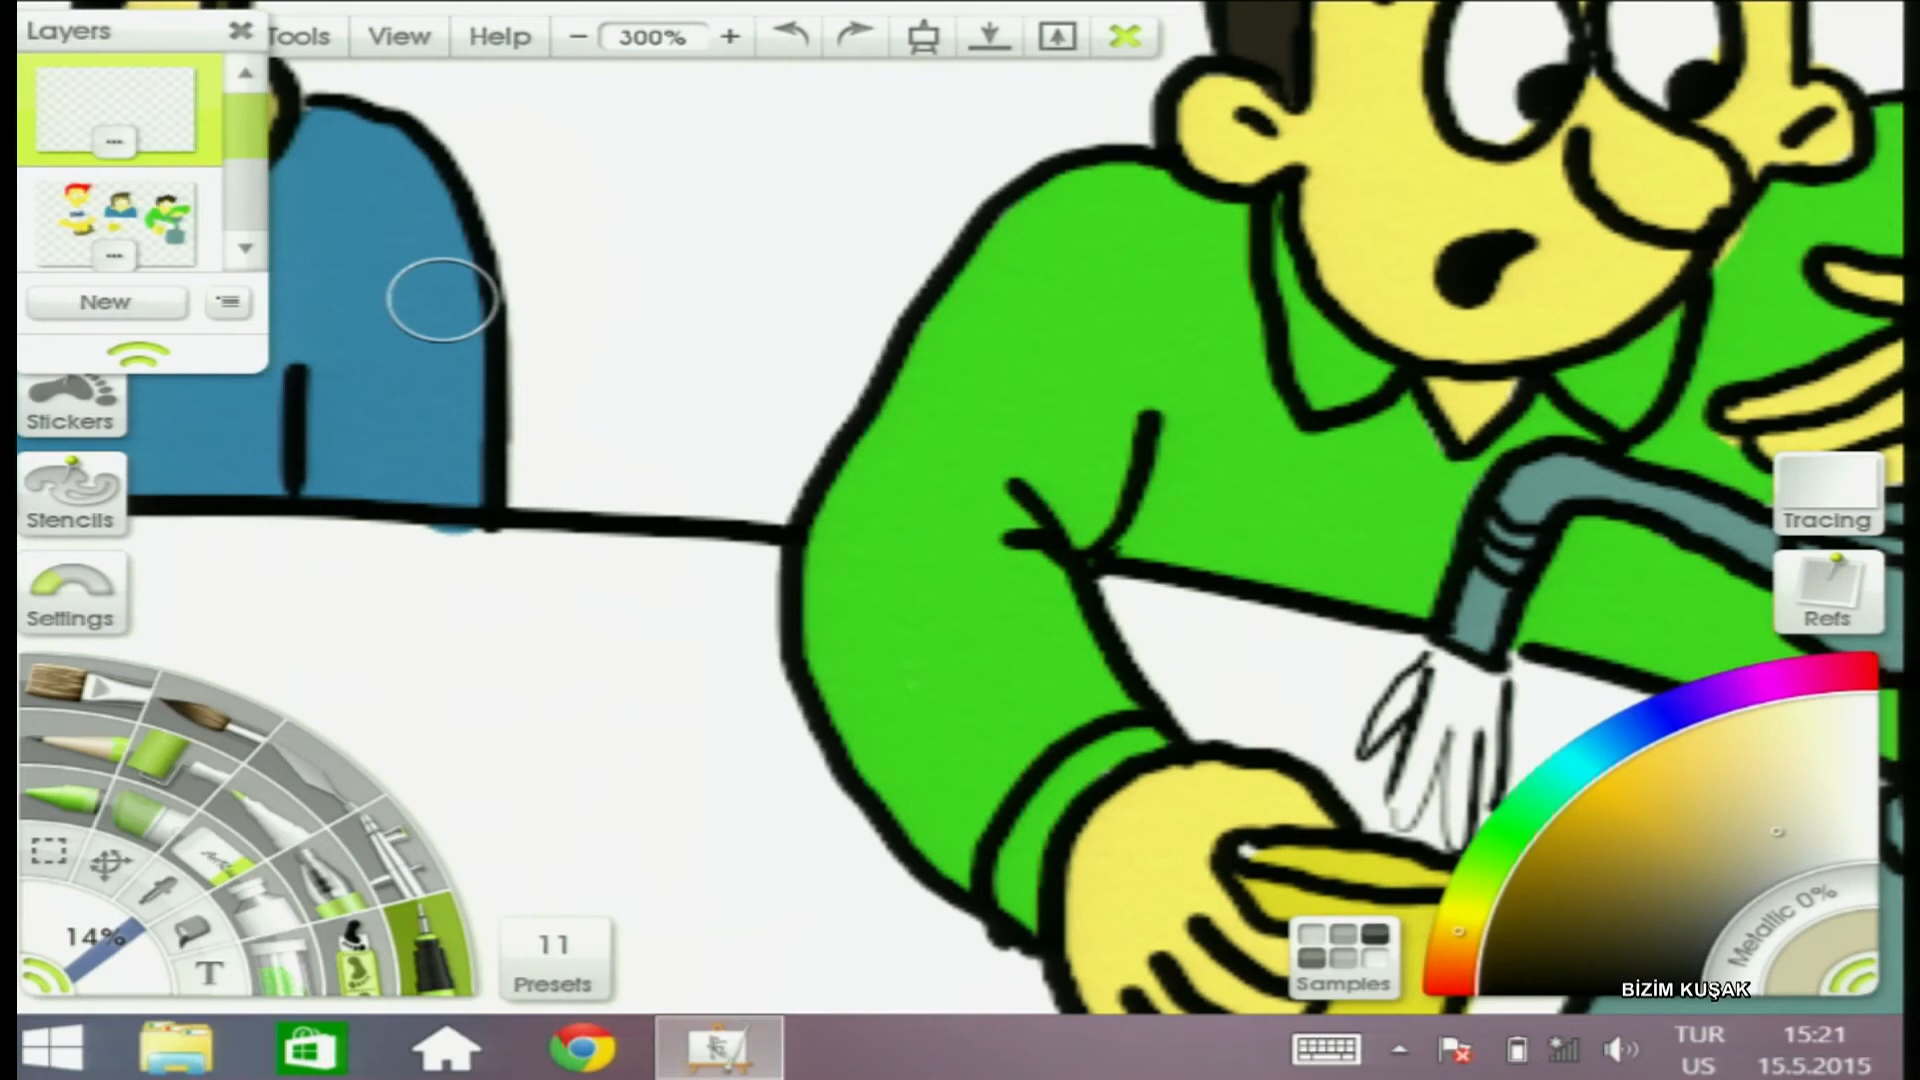 Layers
Tools View Help − 300% +
...
...
New
Stickers
Stencils
Settings
Tracing
Refs
14%
T
11
Presets
Samples
Metallic 0%
BİZİM KUŞAK
TUR 15:21
US 15.5.2015